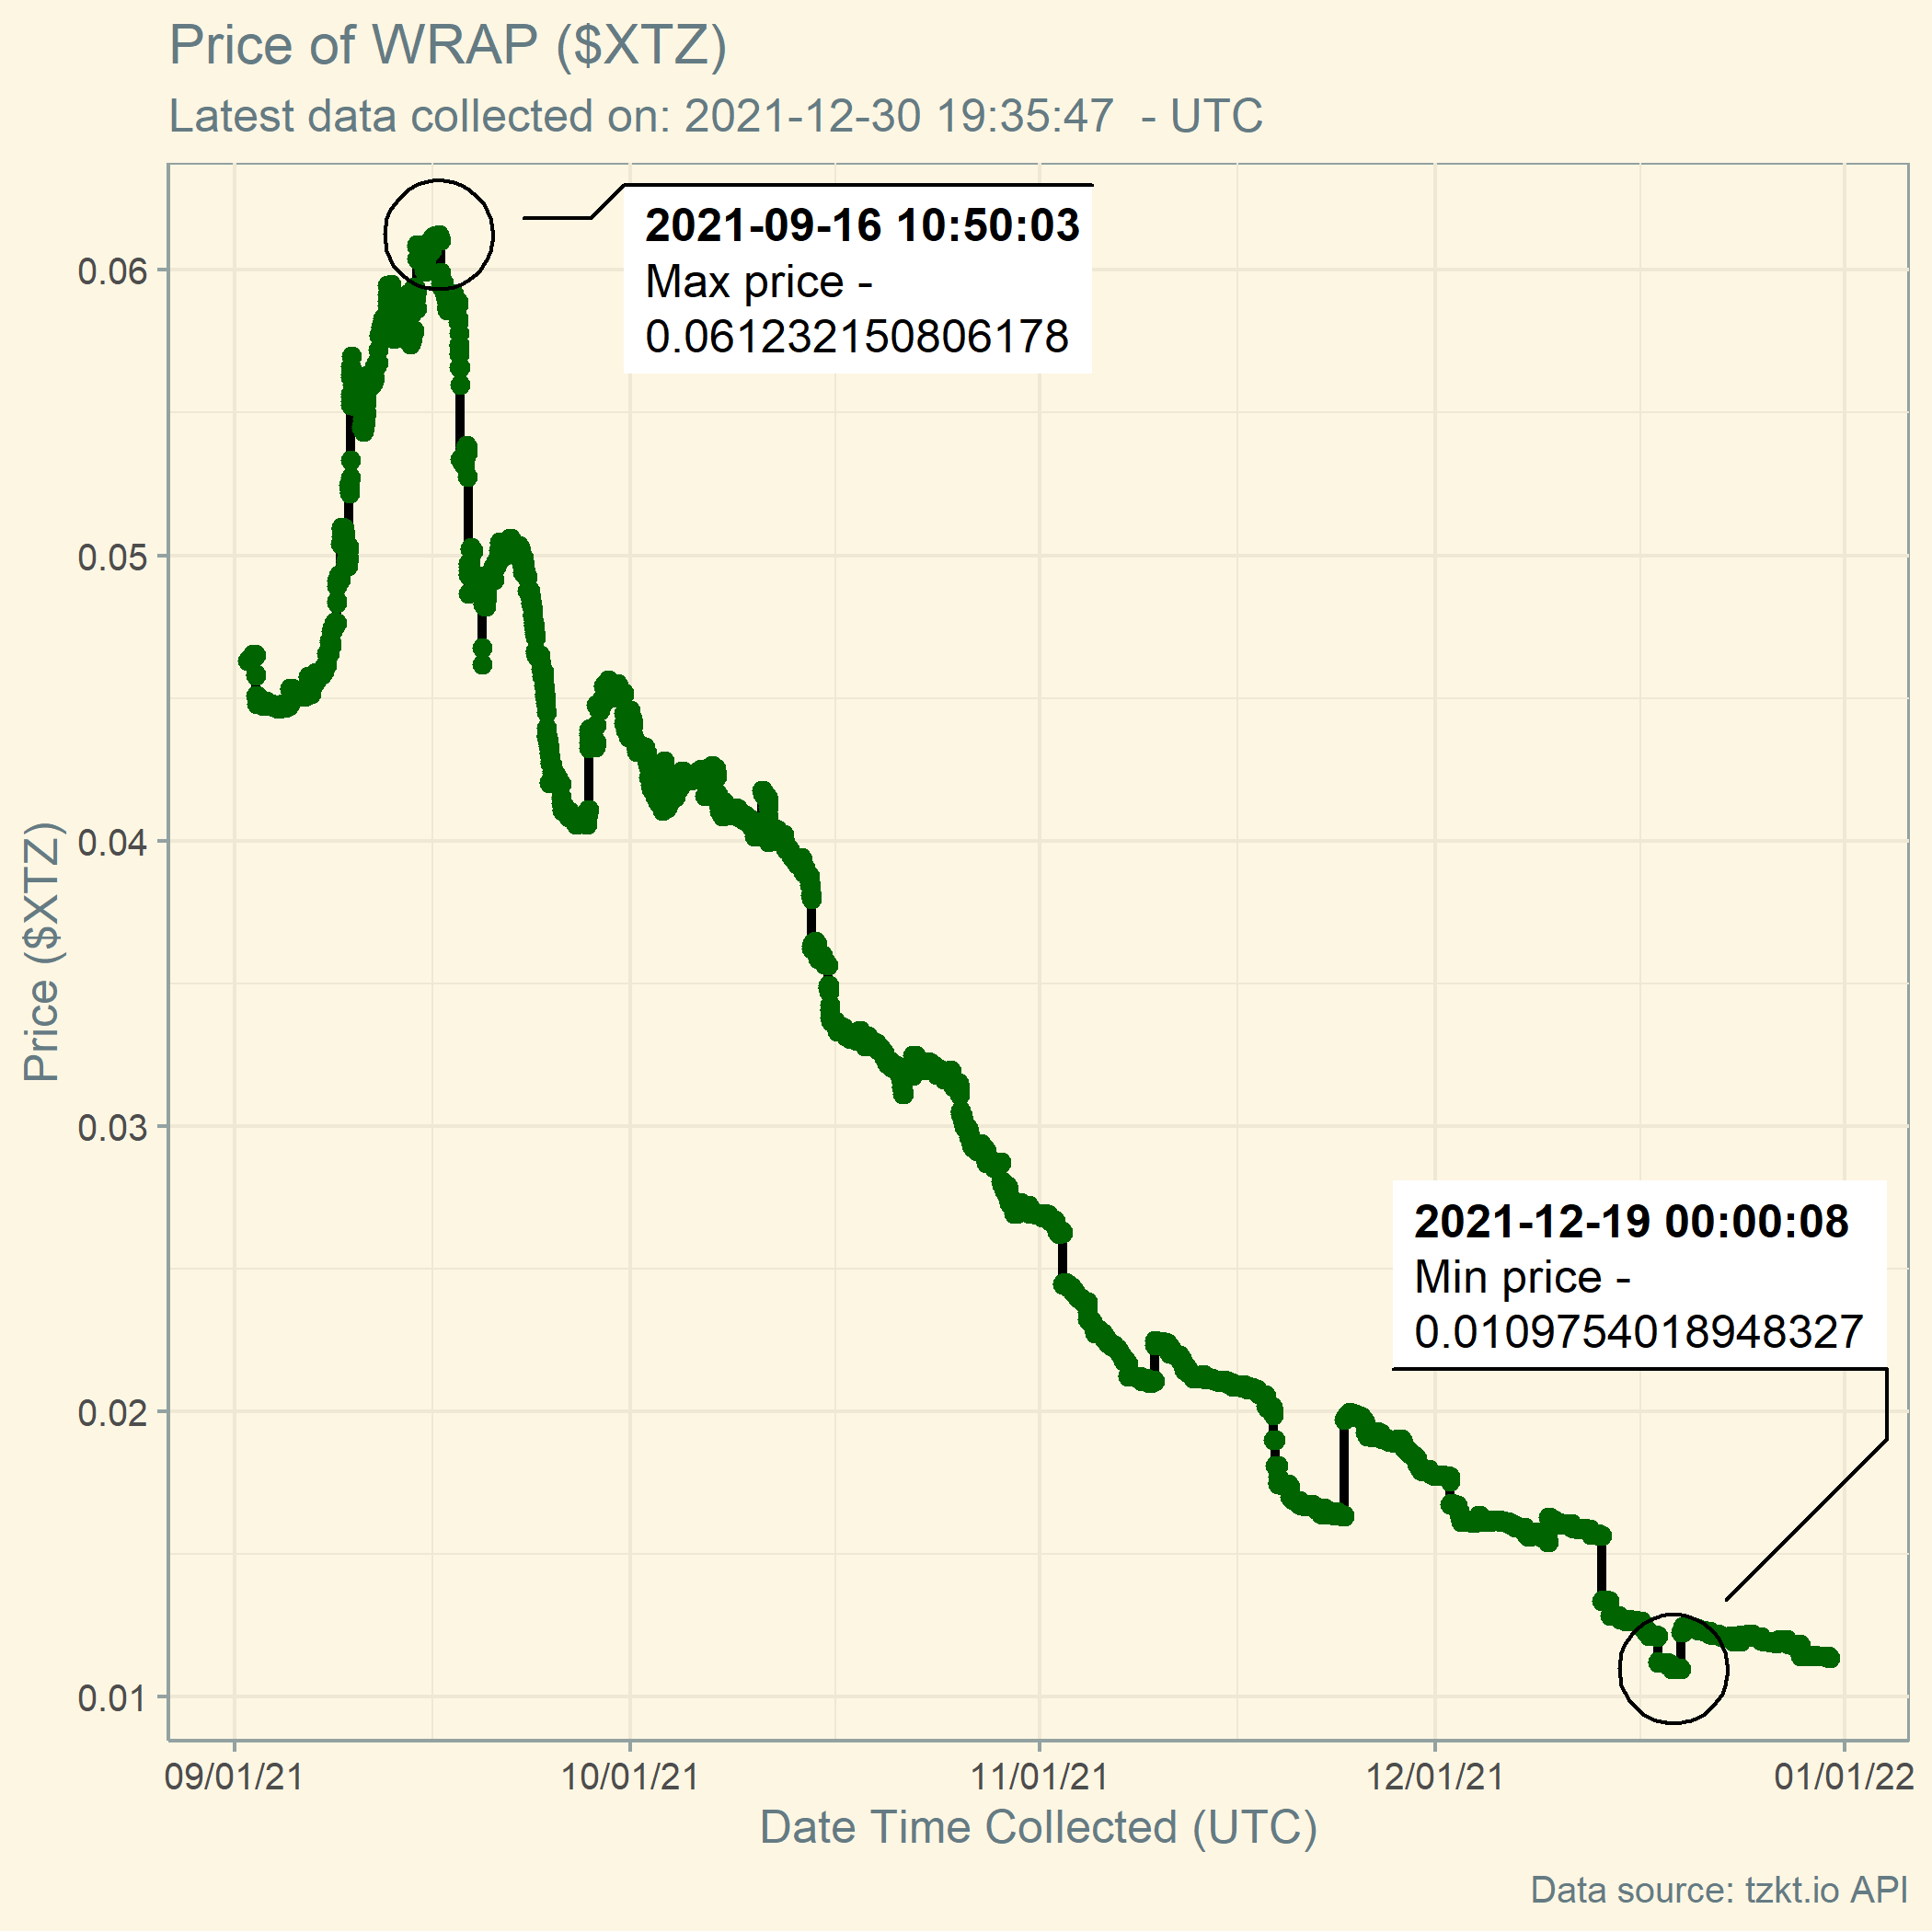 Price of WRAP ($XTZ)
Latest data collected on: 2021-12-30 19:35:47  - UTC
2021-09-16 10:50:03
Max price -
0.061232150806178
0.06
0.05
0.04
0.03
0.02
0.01
Price ($XTZ)
2021-12-19 00:00:08
Min price -
0.0109754018948327
09/01/21
10/01/21
11/01/21
12/01/21
01/01/22
Date Time Collected (UTC)
Data source: tzkt.io API